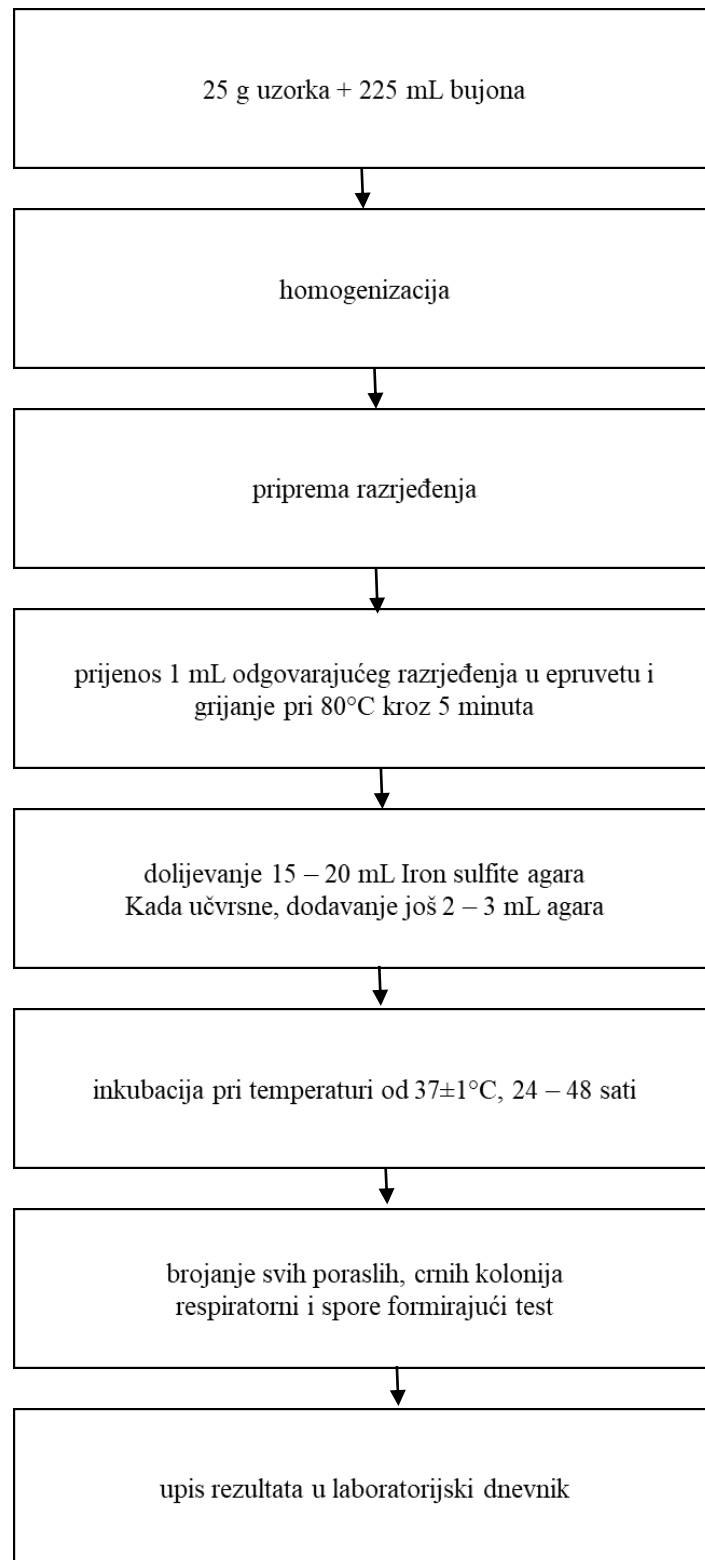 25 g uzorka + 225 mL bujona
homogenizacija
priprema razrjeđenja
prijenos 1 mL odgovarajućeg razrjeđenja u epruvetu i
grijanje pri 80°C kroz 5 minuta
dolijevanje 15 – 20 mL Iron sulfite agara
Kada učvrsne, dodavanje još 2 – 3 mL agara
inkubacija pri temperaturi od 37±1°C, 24 – 48 sati
brojanje svih poraslih, crnih kolonija
respiratorni i spore formirajući test
upis rezultata u laboratorijski dnevnik